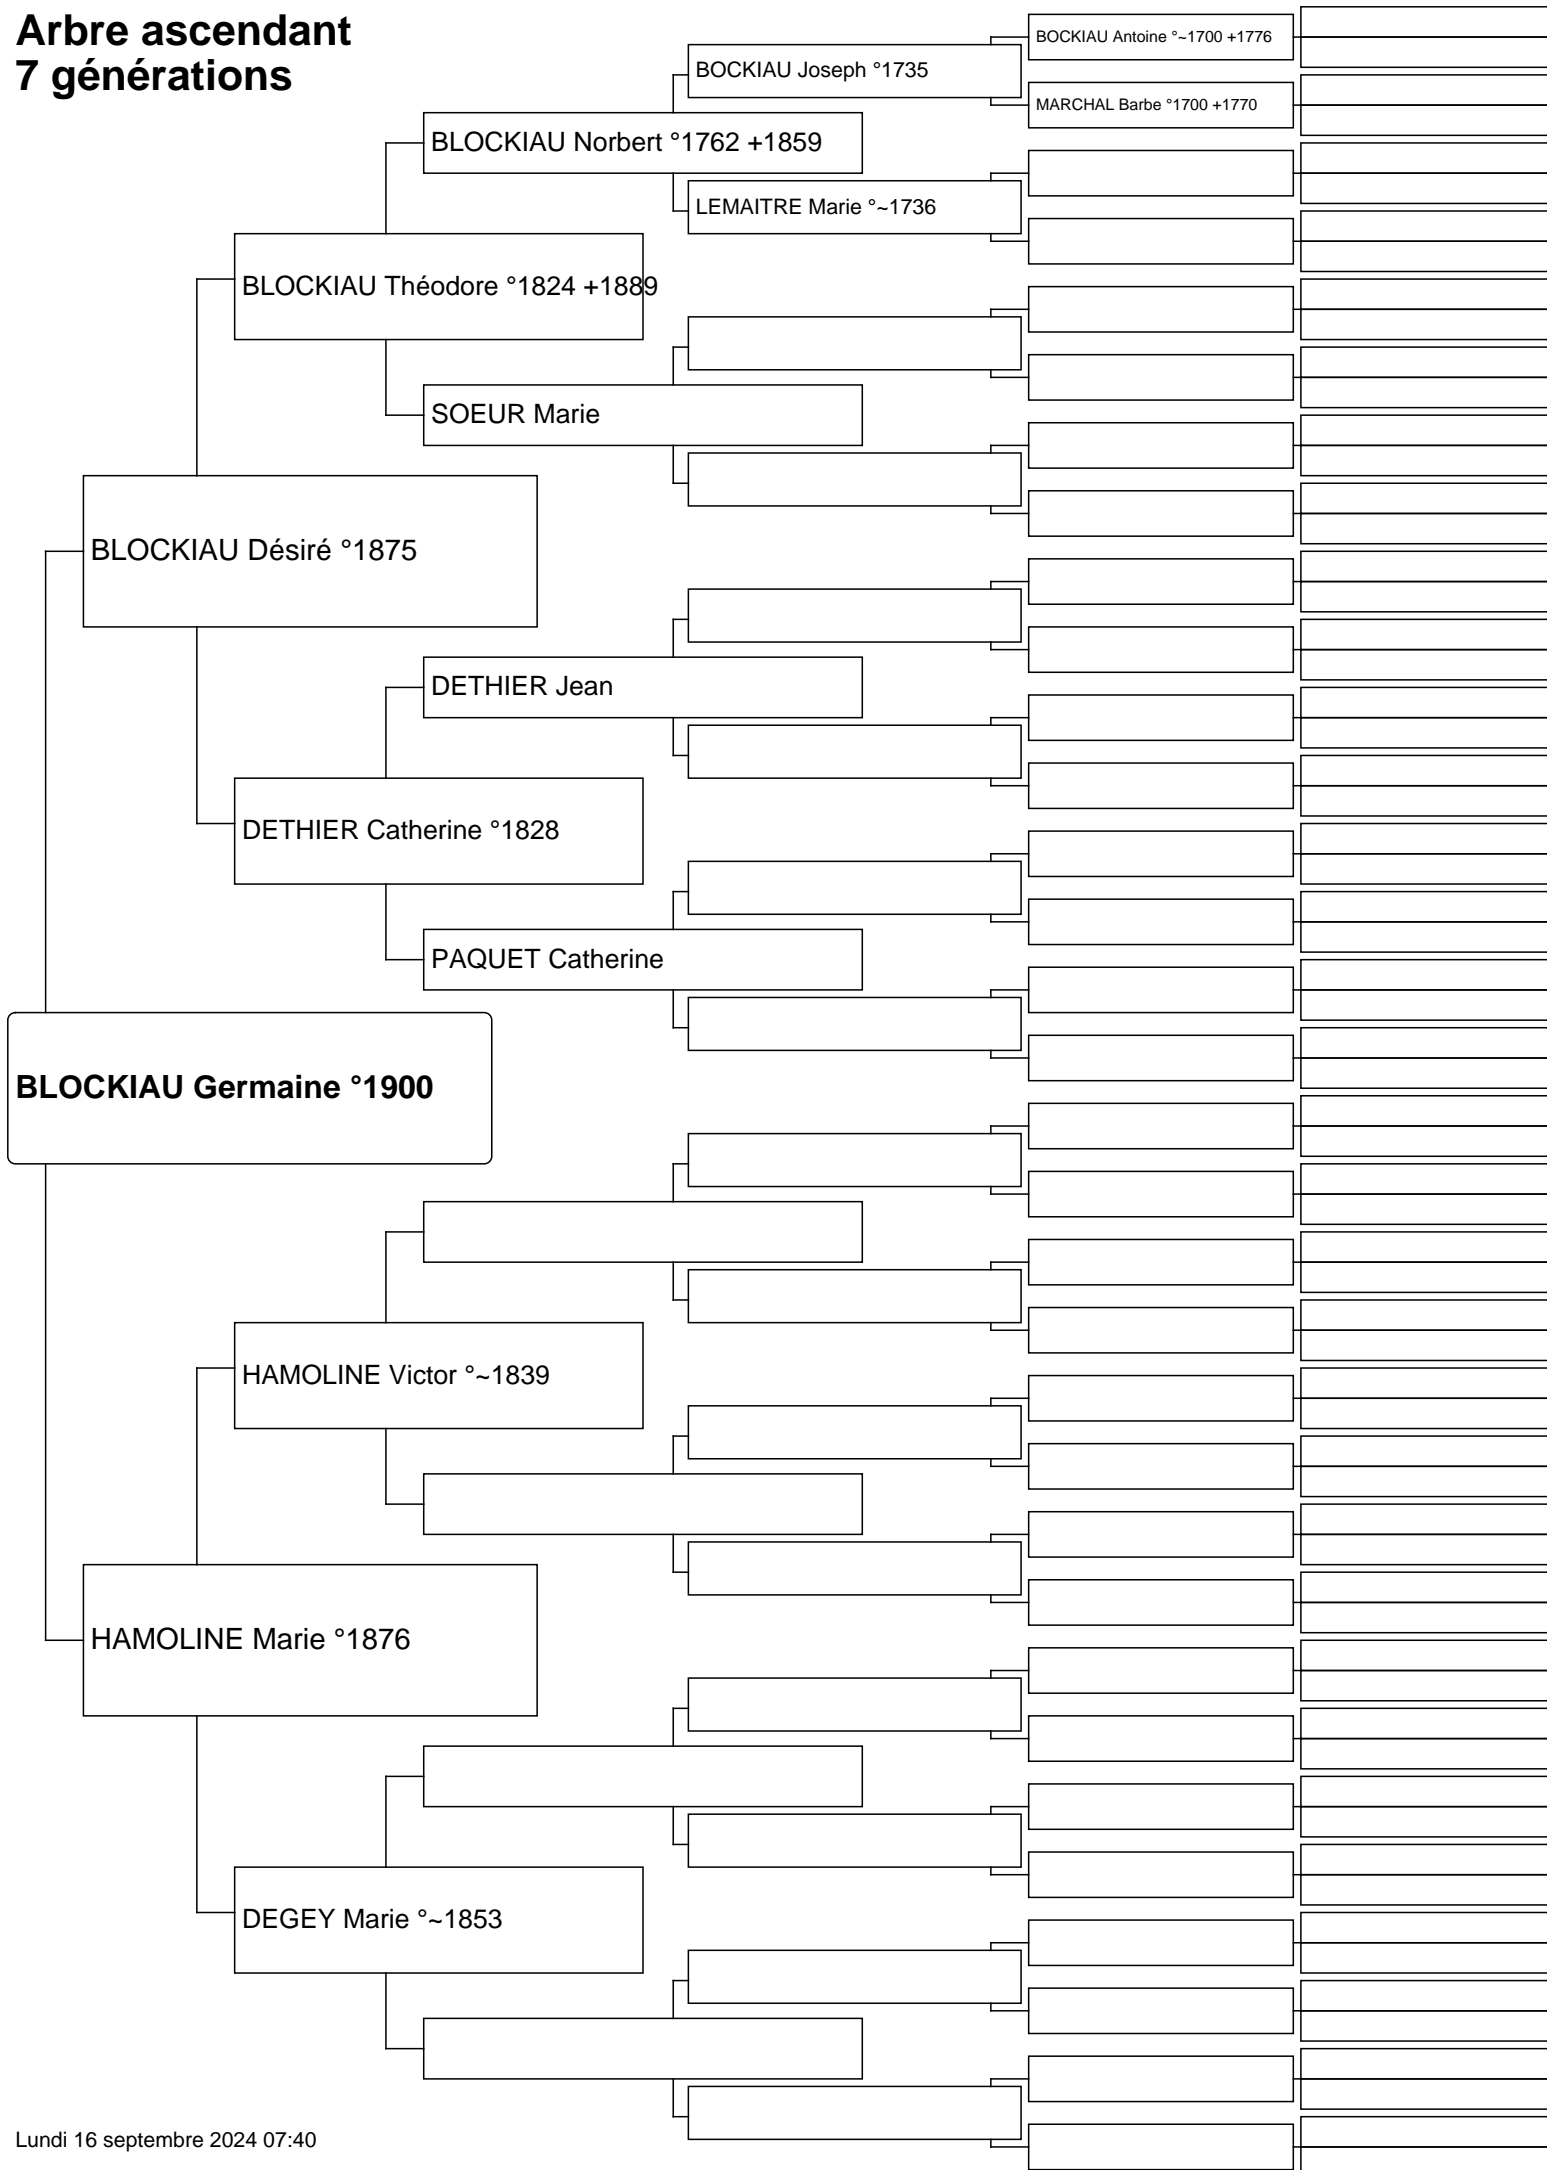 Arbre ascendant
7 générations
BOCKIAU Antoine °~1700 +1776
BOCKIAU Joseph °1735
MARCHAL Barbe °1700 +1770
BLOCKIAU Norbert °1762 +1859
LEMAITRE Marie °~1736
BLOCKIAU Théodore °1824 +1889
SOEUR Marie
BLOCKIAU Désiré °1875
DETHIER Jean
DETHIER Catherine °1828
PAQUET Catherine
BLOCKIAU Germaine °1900
HAMOLINE Victor °~1839
HAMOLINE Marie °1876
DEGEY Marie °~1853
Lundi 16 septembre 2024 07:40